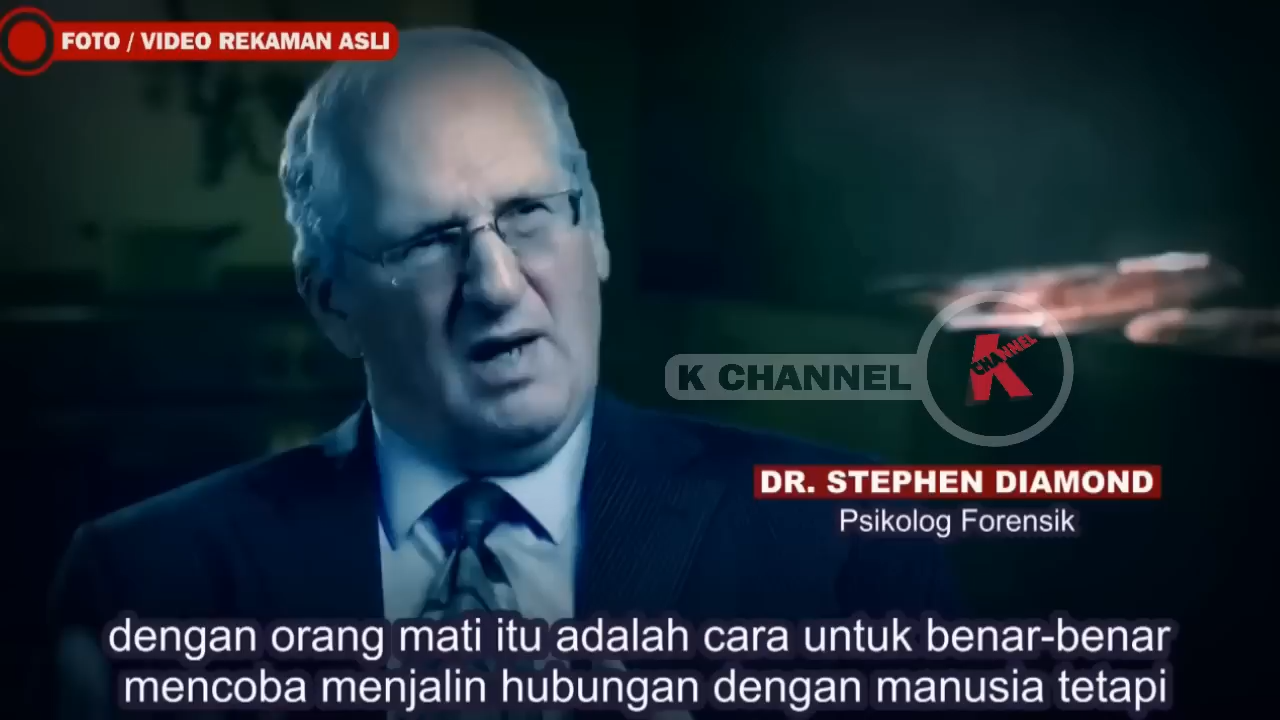 FOTO / VIDEO REKAMAN ASLI
K CHANNEL
CHANNEL
DR. STEPHEN DIAMOND
Psikolog Forensik
dengan orang mati itu adalah cara untuk benar-benar
mencoba menjalin hubungan dengan manusia tetapi